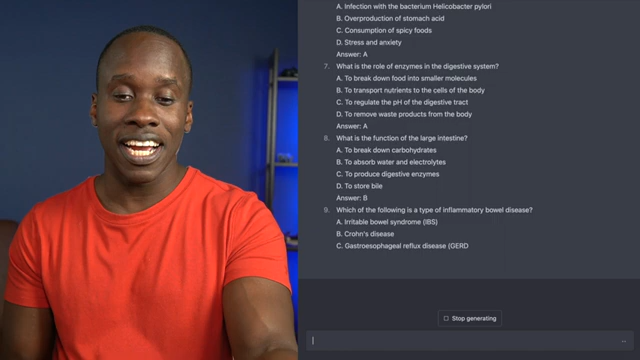 A. Infection with the bacterium Helicobacter pylori
B. Overproduction of stomach acid
C. Consumption of spicy foods
D. Stress and anxiety
Answer: A
7. What is the role of enzymes in the digestive system?
A. To break down food into smaller molecules
B. To transport nutrients to the cells of the body
C. To regulate the pH of the digestive tract
D. To remove waste products from the body
Answer: A
8. What is the function of the large intestine?
A. To break down carbohydrates
B. To absorb water and electrolytes
C. To produce digestive enzymes
D. To store bile
Answer: B
9. Which of the following is a type of inflammatory bowel disease?
A. Irritable bowel syndrome (IBS)
B. Crohn's disease
C. Gastroesophageal reflux disease (GERD
Stop generating